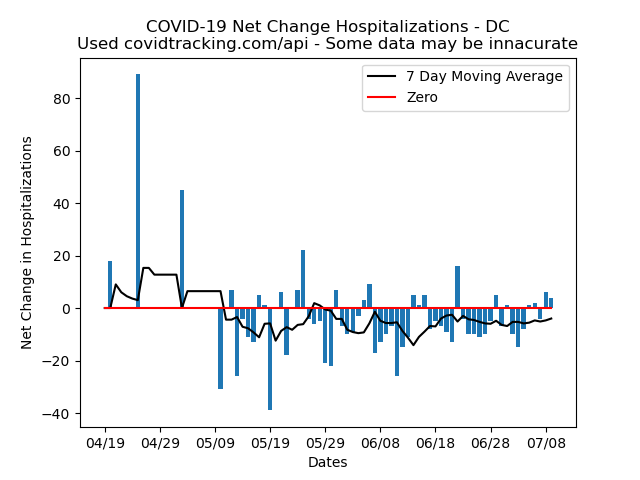 COVID-19 Net Change Hospitalizations - DC
Used covidtracking.com/api - Some data may be innacurate
7 Day Moving Average
Zero
Net Change in Hospitalizations
80
60
40
20
0
−20
−40
04/19 04/29 05/09 05/19 05/29 06/08 06/18 06/28 07/08
Dates